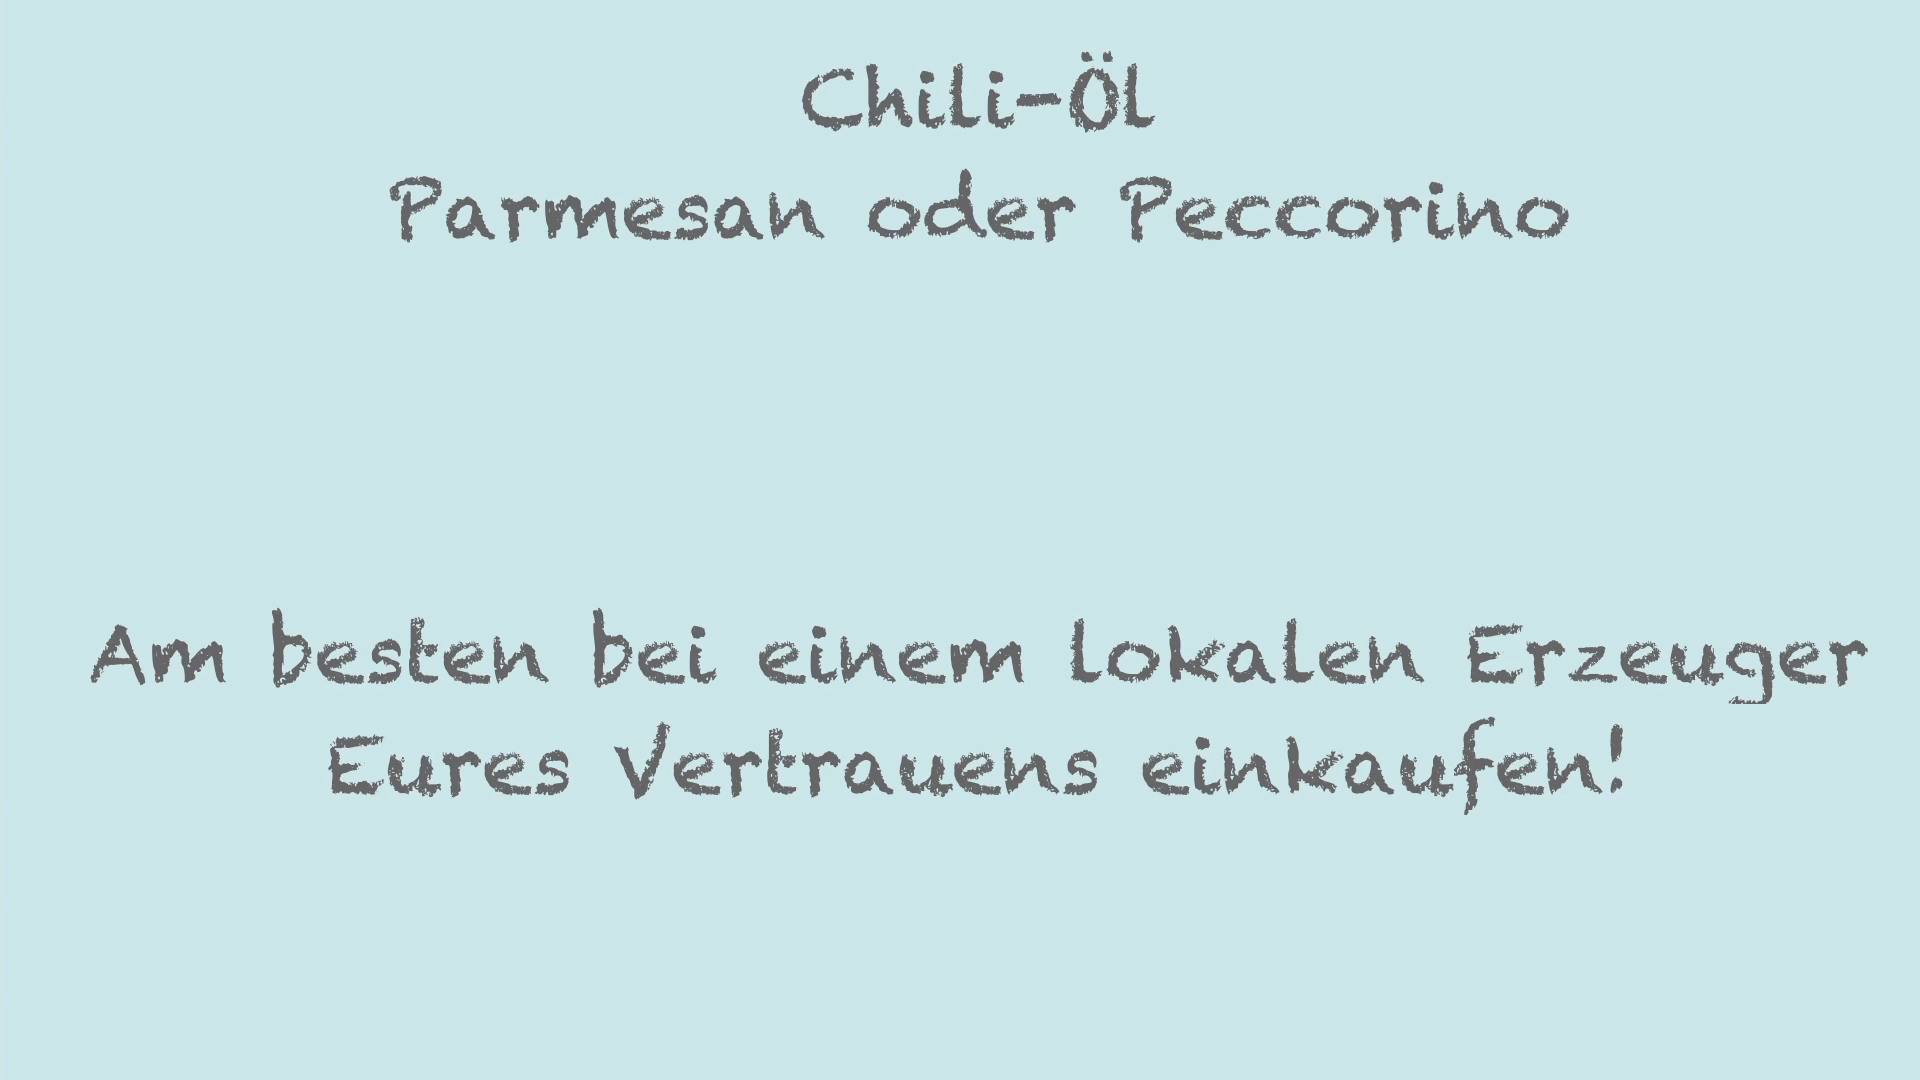 Chili-Öl
Parmesan oder Peccorino
Am besten bei einem lokalen Erzeuger
Eures Vertrauens einkaufen!